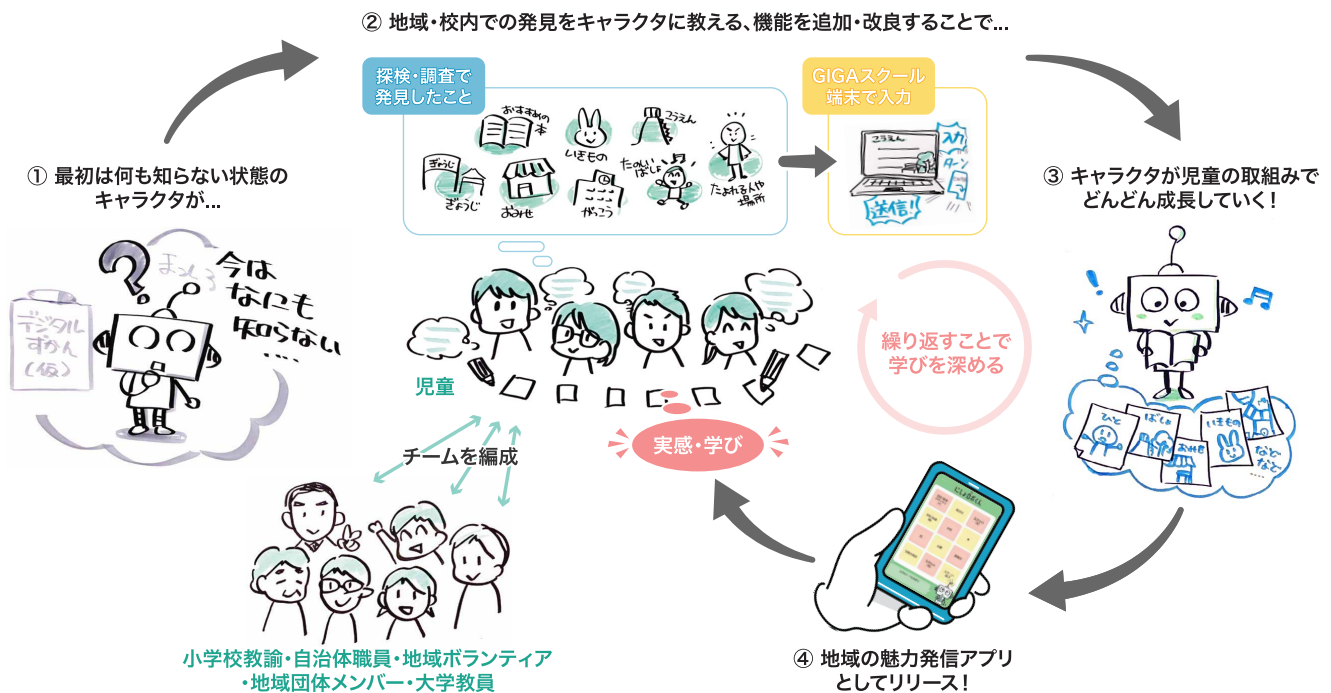 ② 地域・校内での発見をキャラクタに教える、機能を追加・改良することで...
探検・調査で
発見したこと
GIGAスクール
端末で入力
おすすめの
本
いきもの
こうえん
ぎょうじ
ぎょうじ
おみせ
がっこう
たのしい
ばしょ
たよれる人や
場所
こうえん
入力
送信!!
① 最初は何も知らない状態の
キャラクタが...
今は
なにも
知らない
....
デジタル
ずかん
(仮)
③ キャラクタが児童の取組みで
どんどん成長していく!
ひと
ばしょ
いきもの
おみせ
などなど
....
繰り返すことで
学びを深める
児童
チームを編成
実感・学び
小学校教諭・自治体職員・地域ボランティア
・地域団体メンバー・大学教員
④ 地域の魅力発信アプリ
としてリリース!